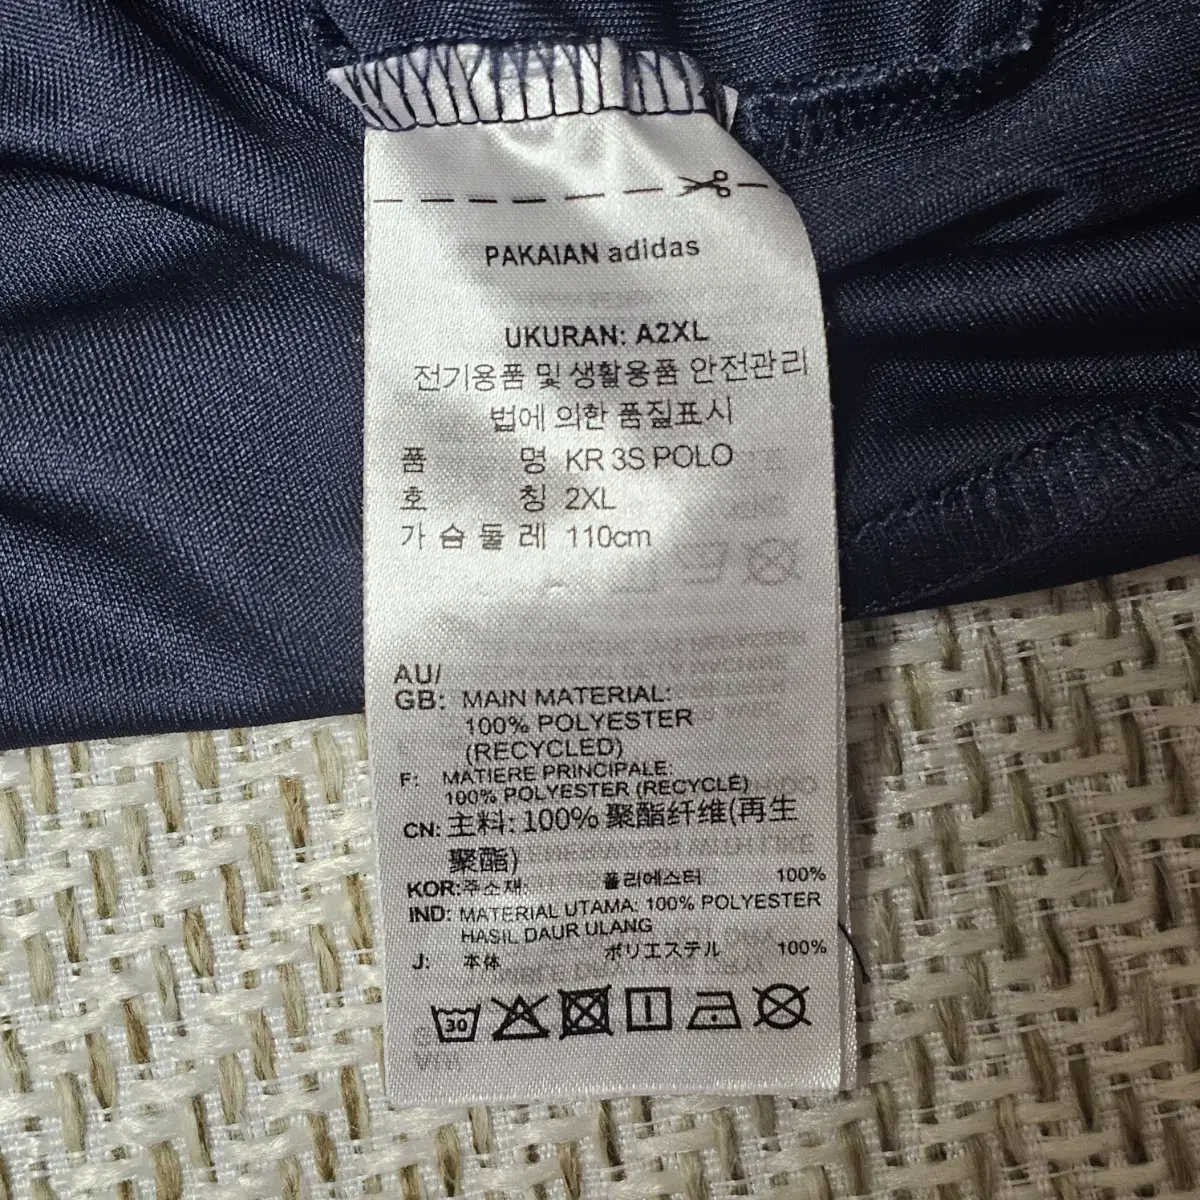 PAKAIAN adidas
UKURAN: A2XL
전기용품 및 생활용품 안전관리
법에 의한 품질표시
품 명 KR 3S POLO
호 칭 2XL
가 슴 둘 레 110cm
AU/
GB: MAIN MATERIAL:
100% POLYESTER
(RECYCLED)
F: MATIERE PRINCIPALE:
100% POLYESTER (RECYCLÉ)
CN: 主料: 100% 聚酯纤维(再生
聚酯)
KOR:주소재: 폴리에스터 100%
IND: MATERIAL UTAMA: 100% POLYESTER
HASIL DAUR ULANG
J: 本体 ポリエステル 100%
30